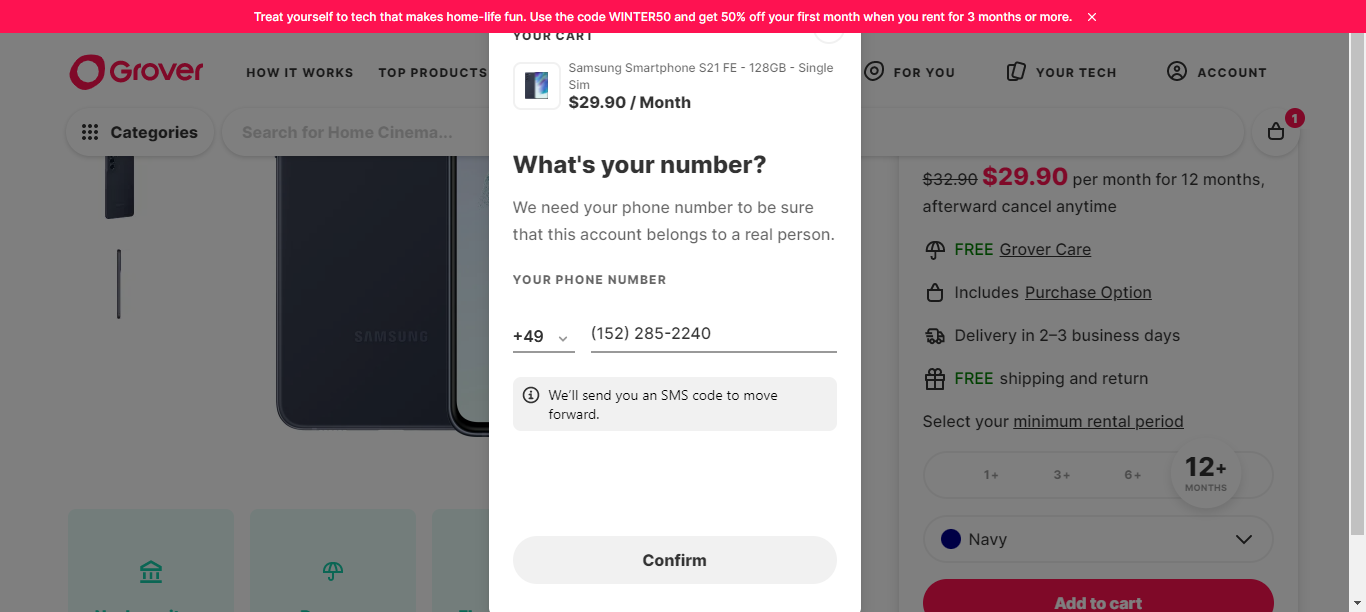 Treat yourself to tech that makes home-life fun. Use the code WINTER50 and get 50% off your first month when you rent for 3 months or more.
YOUR CART
Grover
HOW IT WORKS
TOP PRODUCTS
FOR YOU
YOUR TECH
ACCOUNT
Samsung Smartphone S21 FE - 128GB - Single
Sim
$29.90 / Month
Categories
Search for Home Cinema...
1
What's your number?
We need your phone number to be sure
that this account belongs to a real person.
YOUR PHONE NUMBER
+49
(152) 285-2240
We'll send you an SMS code to move
forward.
Confirm
SAMSUNG
$32.90 $29.90 per month for 12 months,
afterward cancel anytime
FREE Grover Care
Includes Purchase Option
Delivery in 2–3 business days
FREE shipping and return
Select your minimum rental period
1+
3+
6+
12+
MONTHS
Navy
Add to cart